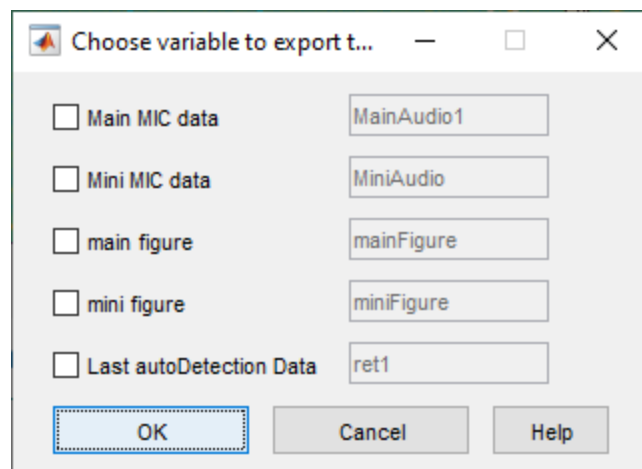 Choose variable to export t...
Main MIC data MainAudio1
Mini MIC data MiniAudio
main figure mainFigure
mini figure miniFigure
Last autoDetection Data ret1
OK Cancel Help